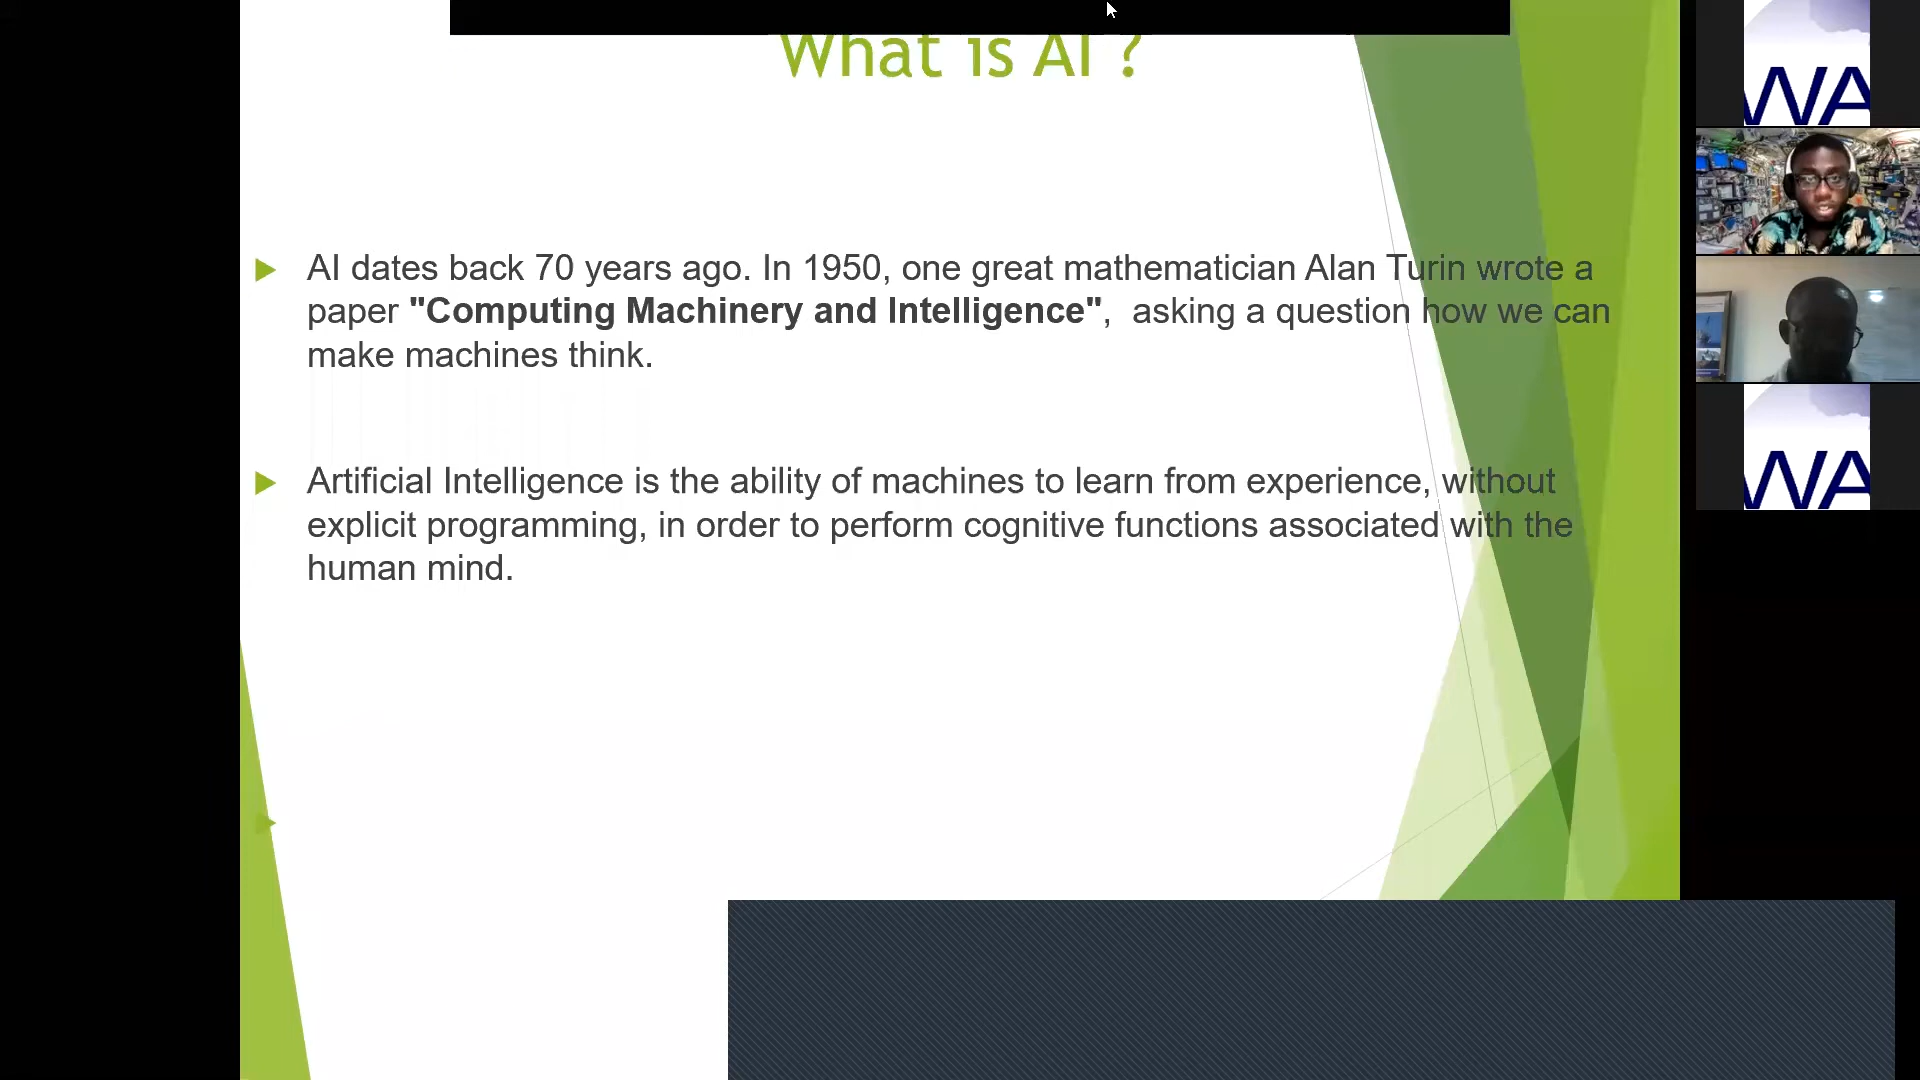 What is AI ?
AI dates back 70 years ago. In 1950, one great mathematician Alan Turin wrote a
paper "Computing Machinery and Intelligence",  asking a question how we can
make machines think.
Artificial Intelligence is the ability of machines to learn from experience, without
explicit programming, in order to perform cognitive functions associated with the
human mind.
WA
WA